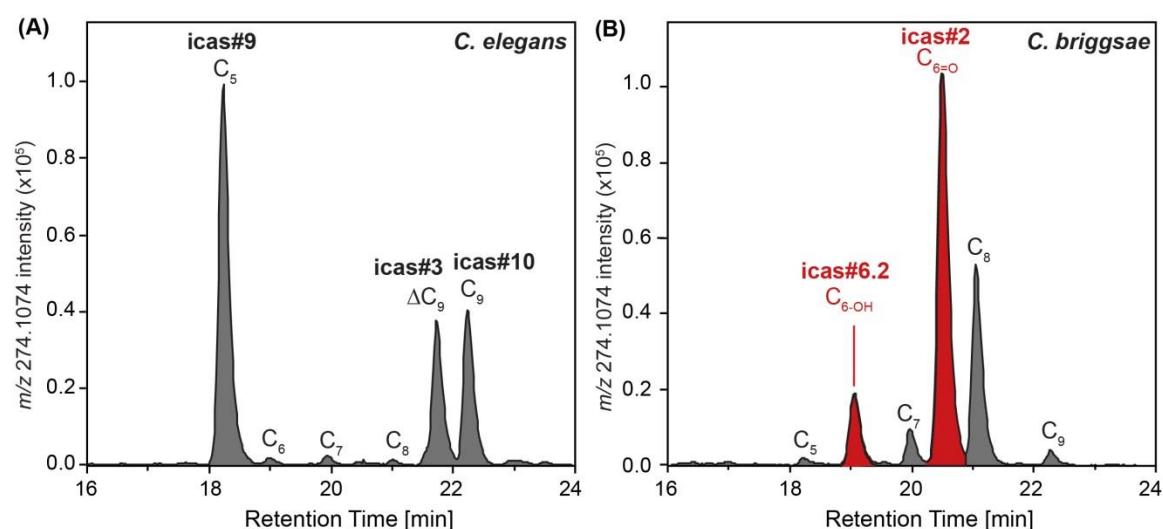 (A)
icas#9
C₅
C. elegans
icas#3
ΔC₉
icas#10
C₉
C₆
C₇
C₈
1.0
0.8
0.6
0.4
0.2
0.0
m/z 274.1074 intensity (x10⁵)
16
18
20
22
24
Retention Time [min]
(B)
icas#2
C₆₌O
C. briggsae
icas#6.2
C₆-OH
C₈
C₅
C₇
C₉
1.0
0.8
0.6
0.4
0.2
0.0
m/z 274.1074 intensity (x10⁵)
16
18
20
22
24
Retention Time [min]